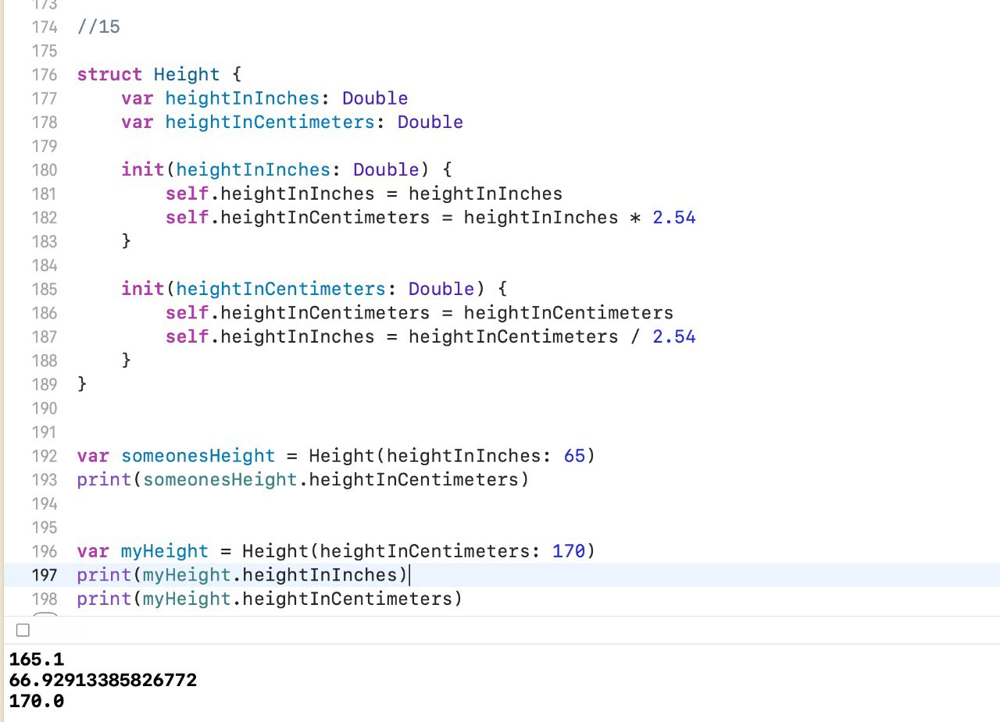 173
174 //15
175
176 struct Height {
177     var heightInInches: Double
178     var heightInCentimeters: Double
179
180     init(heightInInches: Double) {
181         self.heightInInches = heightInInches
182         self.heightInCentimeters = heightInInches * 2.54
183     }
184
185     init(heightInCentimeters: Double) {
186         self.heightInCentimeters = heightInCentimeters
187         self.heightInInches = heightInCentimeters / 2.54
188     }
189 }
190
191
192 var someonesHeight = Height(heightInInches: 65)
193 print(someonesHeight.heightInCentimeters)
194
195
196 var myHeight = Height(heightInCentimeters: 170)
197 print(myHeight.heightInInches)
198 print(myHeight.heightInCentimeters)
165.1
66.92913385826772
170.0